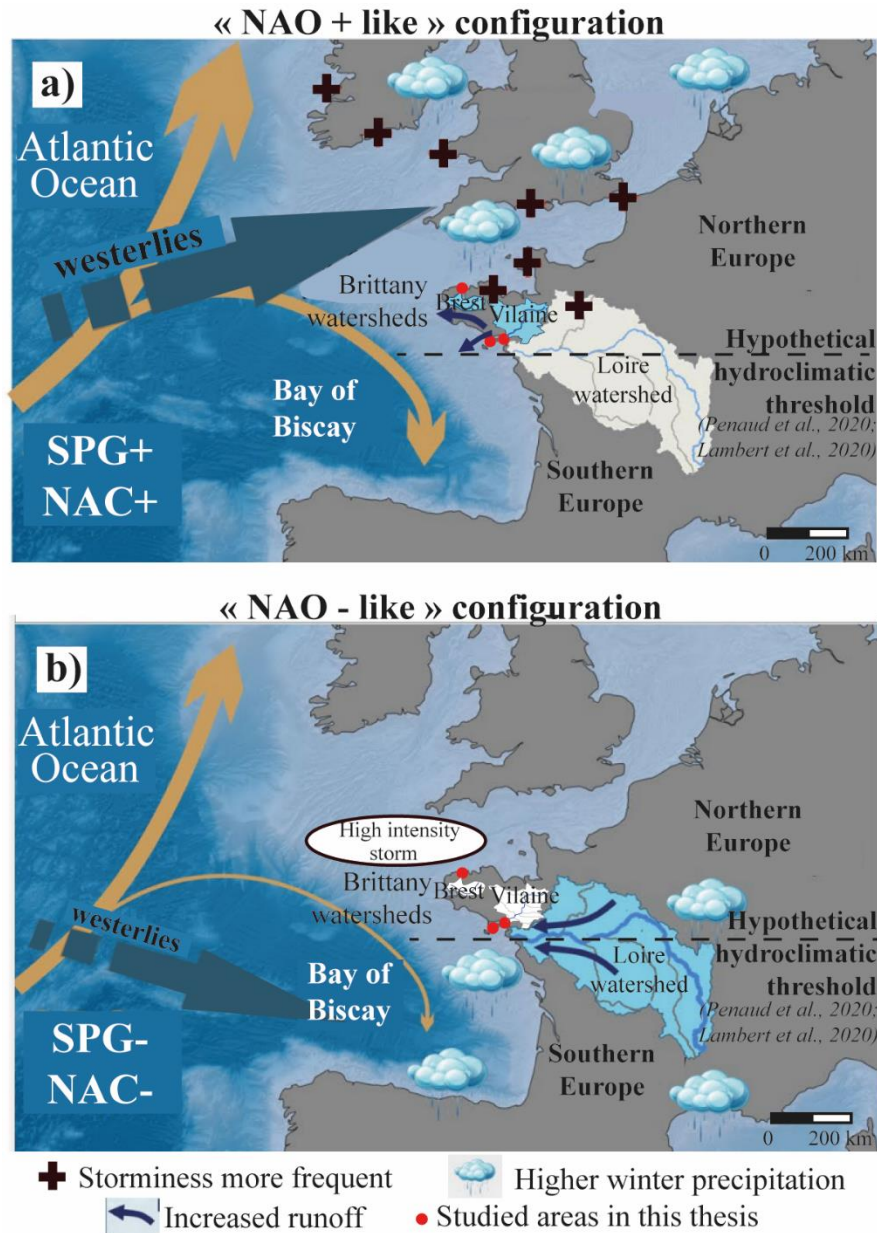 « NAO + like » configuration
a)
Atlantic
Ocean
westerlies
Northern
Europe
Brittany
watersheds
Brest
Vilaine
Hypothetical
hydroclimatic
threshold
(Penaud et al., 2020;
Lambert et al., 2020)
Loire
watershed
Bay of
Biscay
SPG+
NAC+
Southern
Europe
0 200 km
« NAO - like » configuration
b)
Atlantic
Ocean
Northern
Europe
High intensity
storm
Brittany
watersheds
Brest
Vilaine
westerlies
Hypothetical
hydroclimatic
threshold
(Penaud et al., 2020;
Lambert et al., 2020)
Loire
watershed
Bay of
Biscay
SPG-
NAC-
Southern
Europe
0 200 km
Storminess more frequent
Higher winter precipitation
Increased runoff
Studied areas in this thesis